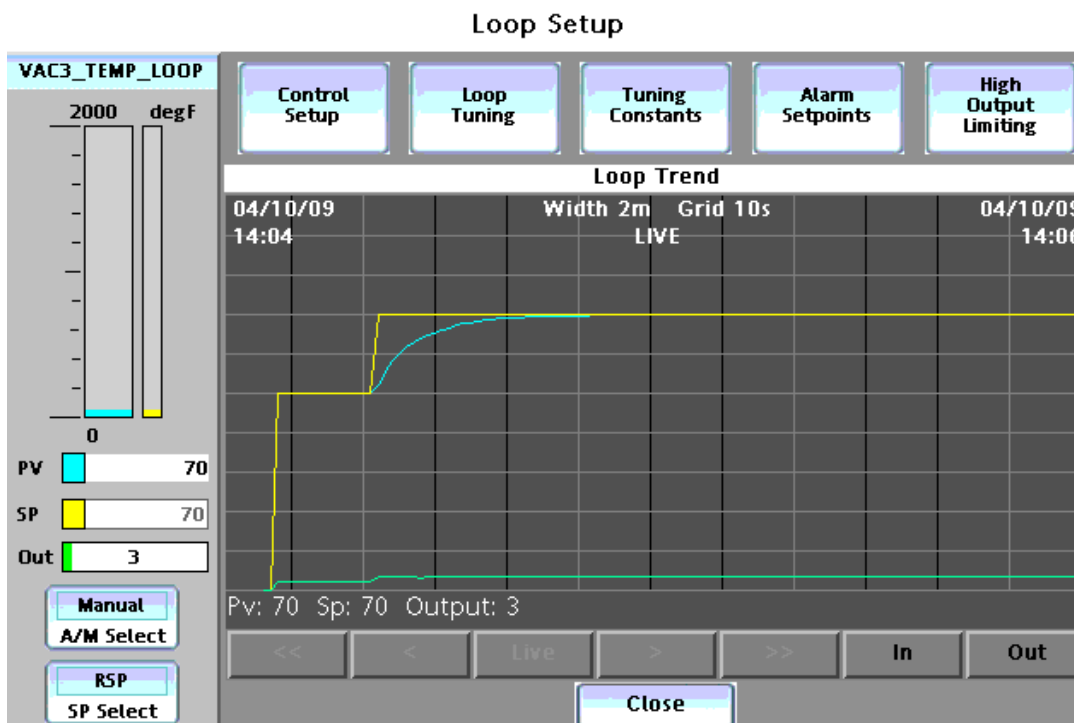 Loop Setup
VAC3_TEMP_LOOP
2000 degF
0
PV 70
SP 70
Out 3
Manual
A/M Select
RSP
SP Select
Control
Setup
Loop
Tuning
Tuning
Constants
Alarm
Setpoints
High
Output
Limiting
Loop Trend
04/10/09 Width 2m Grid 10s 04/10/09
14:04 LIVE 14:06
Pv: 70 Sp: 70 Output: 3
<< < Live > >> In Out
Close